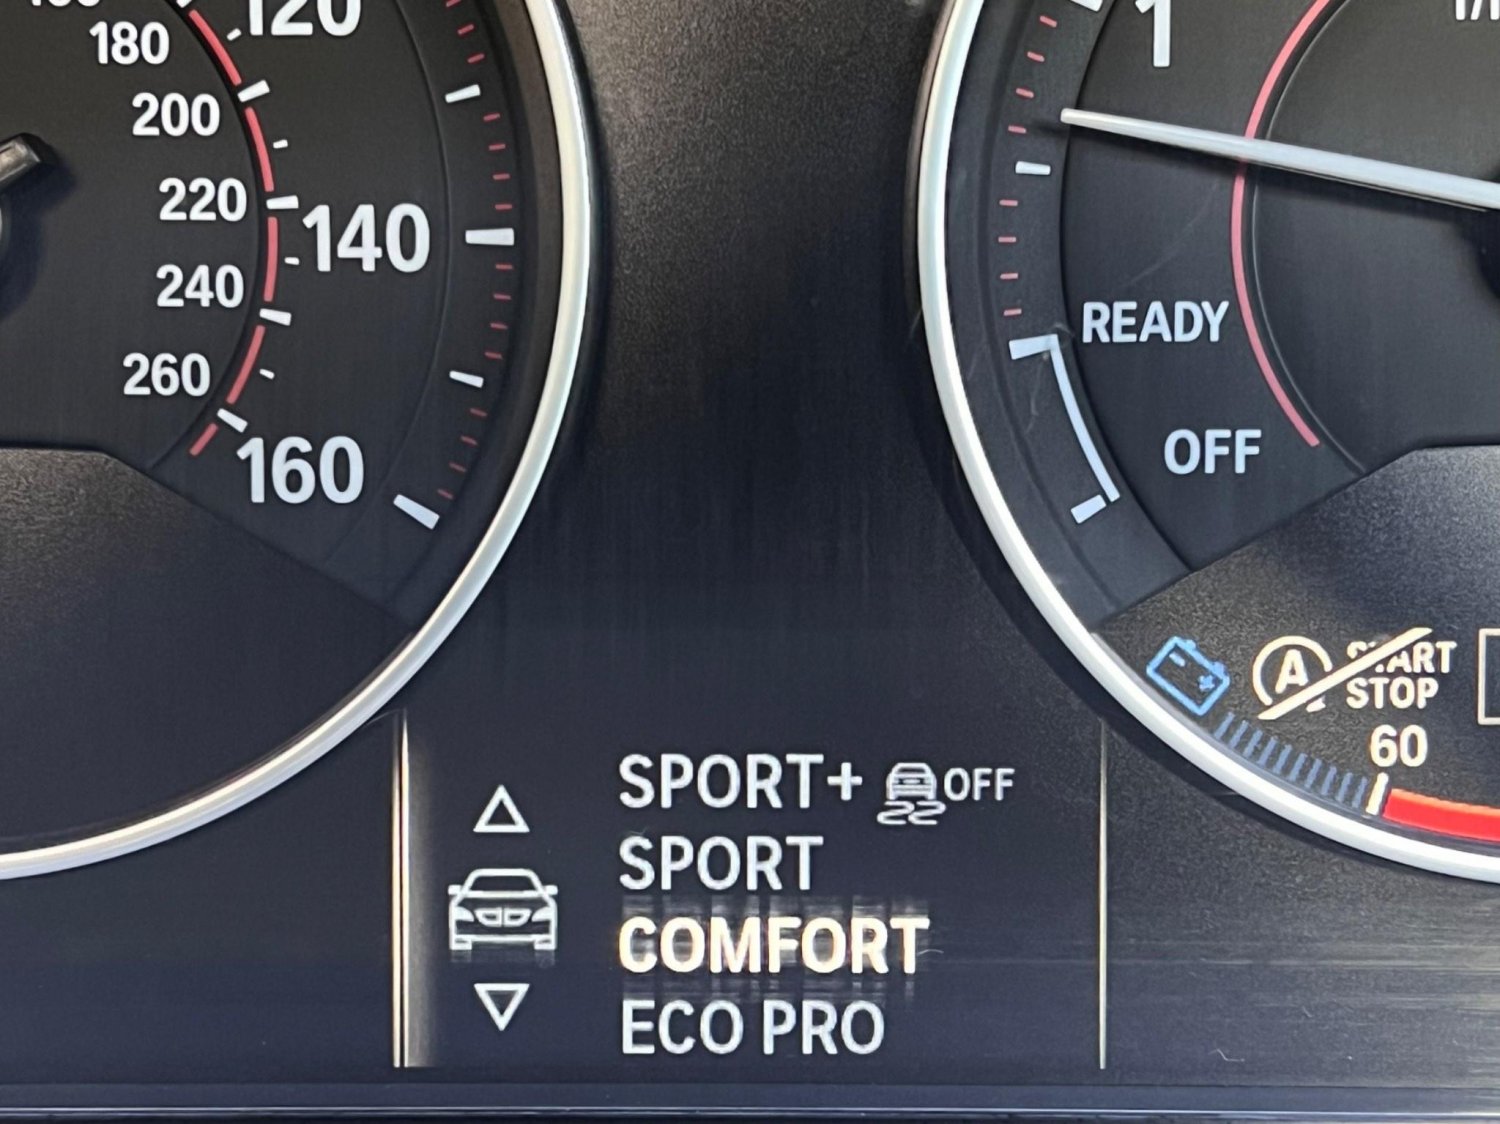 120
180
200
220
140
240
260
160
1
READY
OFF
A START
STOP
60
SPORT+ OFF
SPORT
COMFORT
ECO PRO